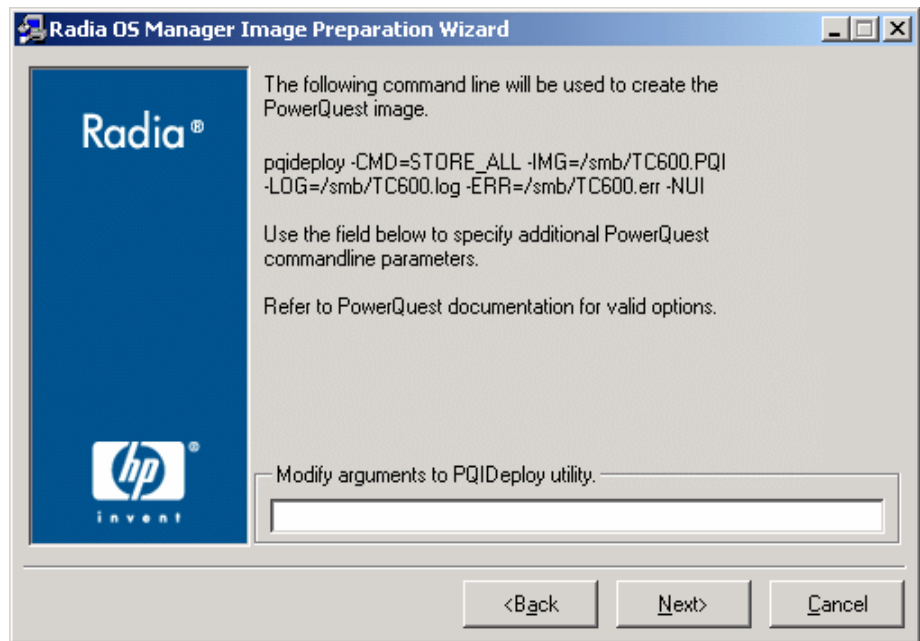 Radia OS Manager Image Preparation Wizard
Radia®
The following command line will be used to create the
PowerQuest image.
pqideploy -CMD=STORE_ALL -IMG=/smb/TC600.PQI
-LOG=/smb/TC600.log -ERR=/smb/TC600.err -NUI
Use the field below to specify additional PowerQuest
commandline parameters.
Refer to PowerQuest documentation for valid options.
hp®
invent
Modify arguments to PQIDeploy utility.
<Back
Next>
Cancel